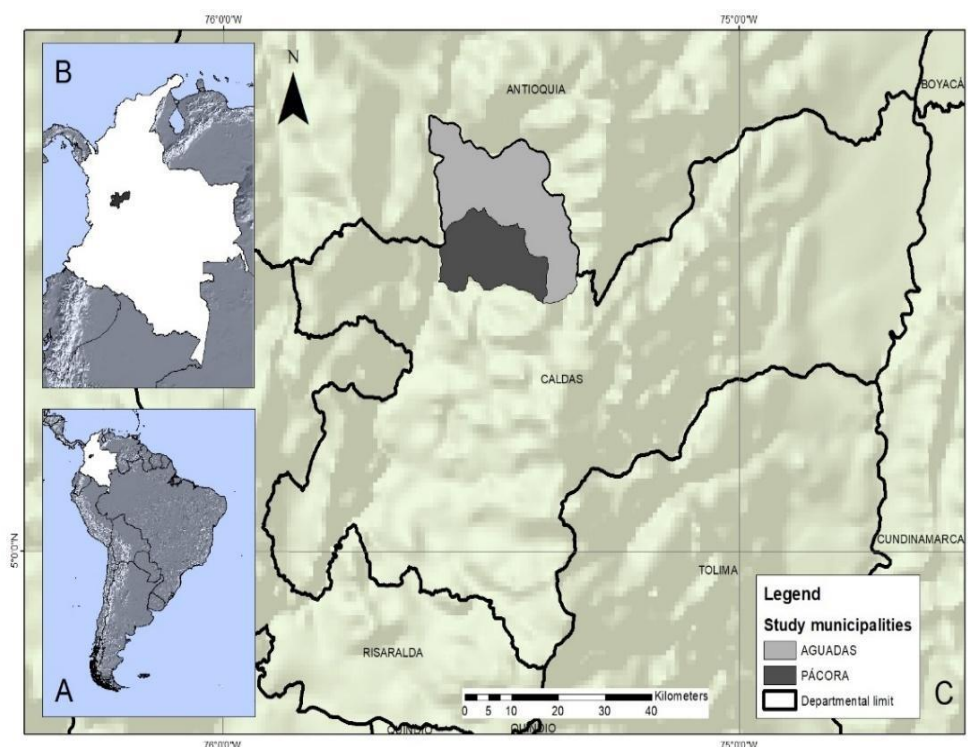 76°0'0"W
75°0'0"W
B
N
ANTIOQUIA
BOYACÁ
CALDAS
5°0'0"N
CUNDINAMARCA
TOLIMA
RISARALDA
A
Legend
Study municipalities
AGUADAS
PÁCORA
Departmental limit
C
Kilometers
0 5 10 20 30 40
QUINDIO
QUINDIO
76°0'0"W
75°0'0"W